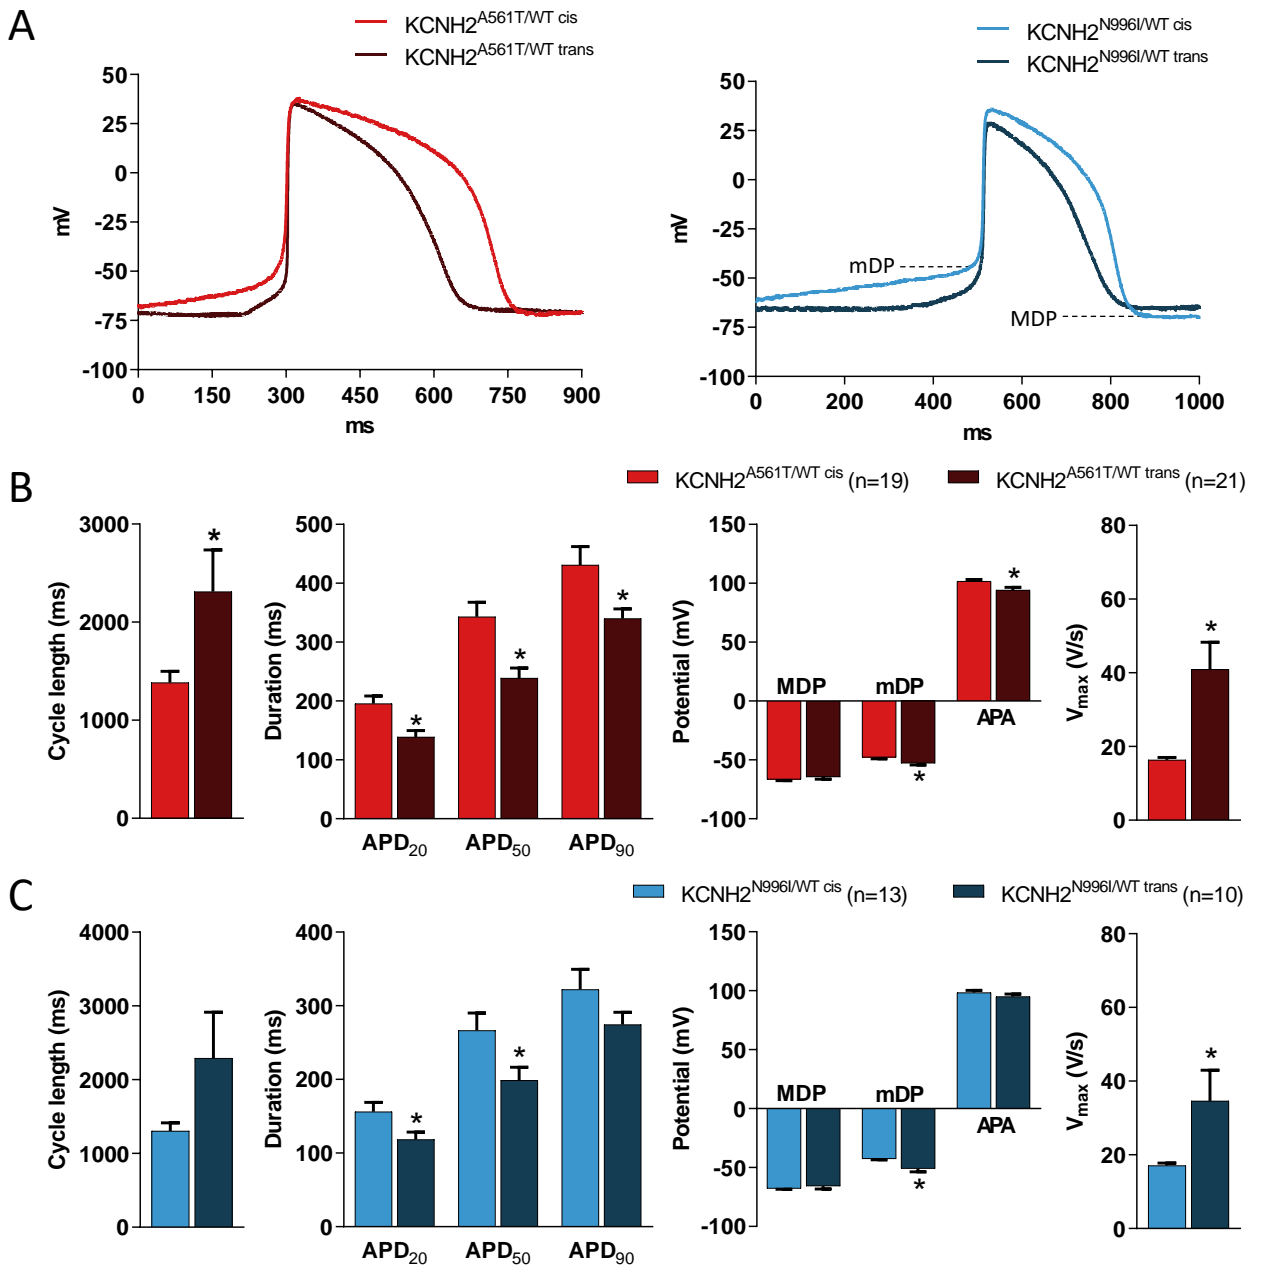 A
KCNH2A561T/WT cis
KCNH2A561T/WT trans
KCNH2N996I/WT cis
KCNH2N996I/WT trans
50
25
0
-25
-50
-75
-100
mV
0 150 300 450 600 750 900
ms
50
25
0
-25
-50
-75
-100
mV
mDP
MDP
0 200 400 600 800 1000
ms
B
KCNH2A561T/WT cis (n=19)
KCNH2A561T/WT trans (n=21)
3000
2000
1000
0
Cycle length (ms)
*
500
400
300
200
100
0
Duration (ms)
* * *
APD20 APD50 APD90
150
100
50
0
-50
-100
Potential (mV)
MDP mDP APA
* *
80
60
40
20
0
Vmax (V/s)
*
C
KCNH2N996I/WT cis (n=13)
KCNH2N996I/WT trans (n=10)
4000
3000
2000
1000
0
Cycle length (ms)
400
300
200
100
0
Duration (ms)
* *
APD20 APD50 APD90
150
100
50
0
-50
-100
Potential (mV)
MDP mDP APA
*
80
60
40
20
0
Vmax (V/s)
*